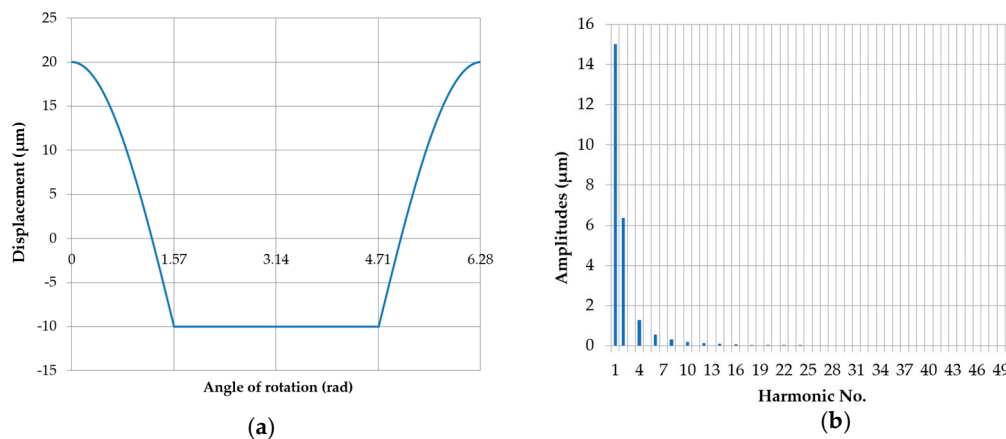 25
20
15
10
5
0
-5
-10
-15
0 1.57 3.14 4.71 6.28
Displacement (μm)
Angle of rotation (rad)
(a)
16
14
12
10
8
6
4
2
0
1 4 7 10 13 16 19 22 25 28 31 34 37 40 43 46 49
Amplitudes (μm)
Harmonic No.
(b)